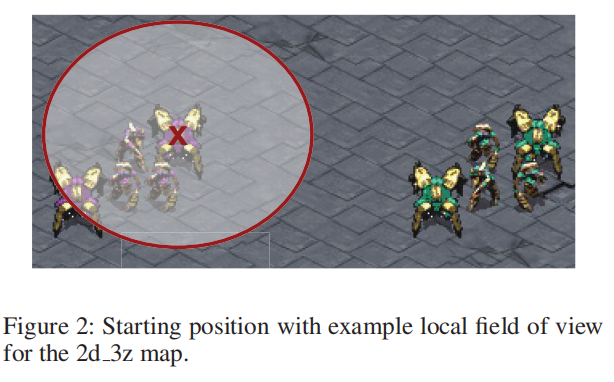 X
Figure 2: Starting position with example local field of view
for the 2d_3z map.